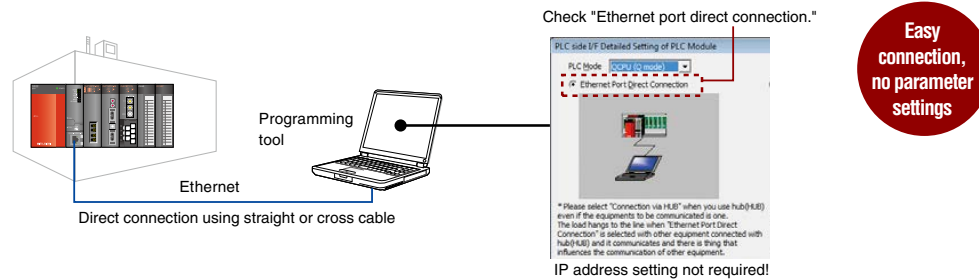 Check "Ethernet port direct connection."
Easy
connection,
no parameter
settings
PLC side I/F Detailed Setting of PLC Module
PLC Mode QCPU (Q mode)
Ethernet Port Direct Connection
Programming
tool
Ethernet
Direct connection using straight or cross cable
* Please select "Connection via HUB" when you use hub(HUB)
even if the equipments to be communicated is one.
The load hangs to the line when "Ethernet Port Direct
Connection" is selected with other equipment connected with
hub(HUB) and it communicates and there is thing that
influences the communication of other equipment.
IP address setting not required!